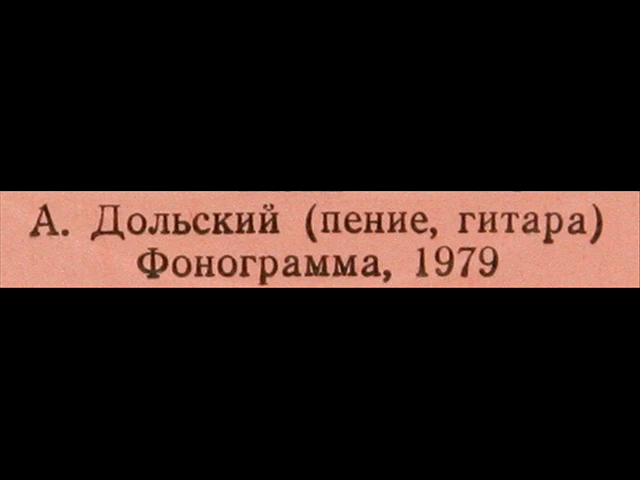 А. Дольский (пение, гитара)
Фонограмма, 1979